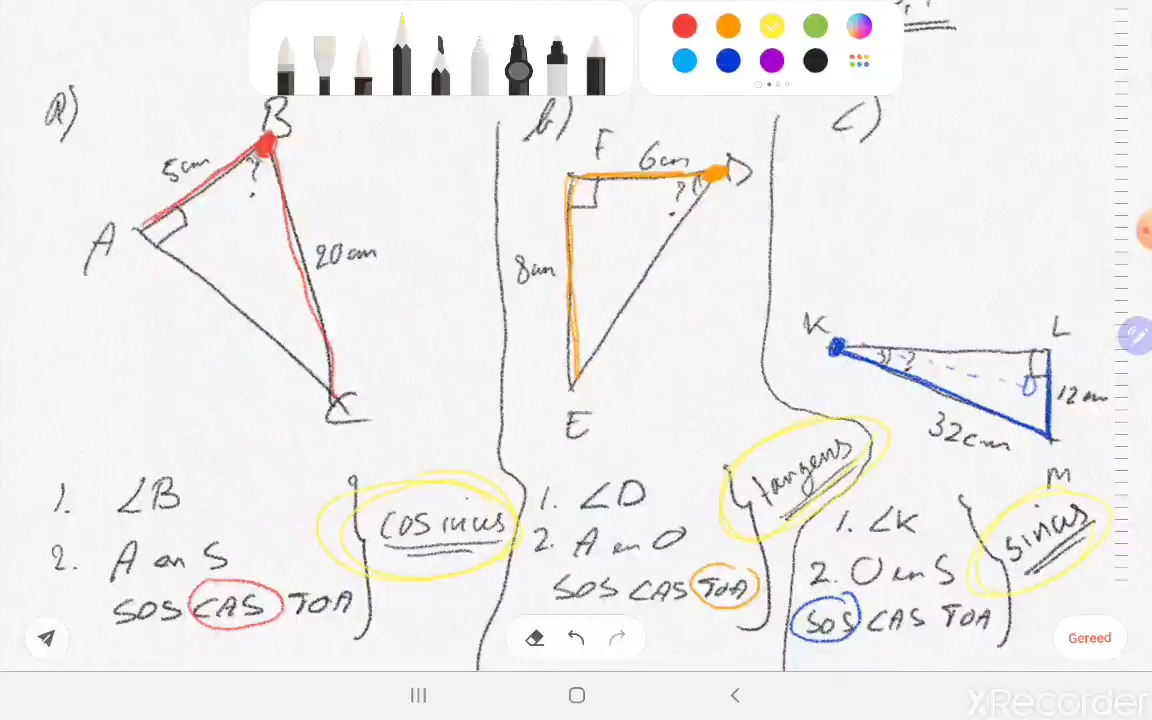 a)
B
5cm
?
A
20cm
C
1. ∠B
2. A en S
SOS CAS TOA
cosinus
b)
F
6cm
D
?
8cm
E
1. ∠D
2. A en O
SOS CAS TOA
tangens
c)
K
L
?
12cm
32cm
M
1. ∠K
2. O en S
SOS CAS TOA
sinus
Gereed
XRecorder